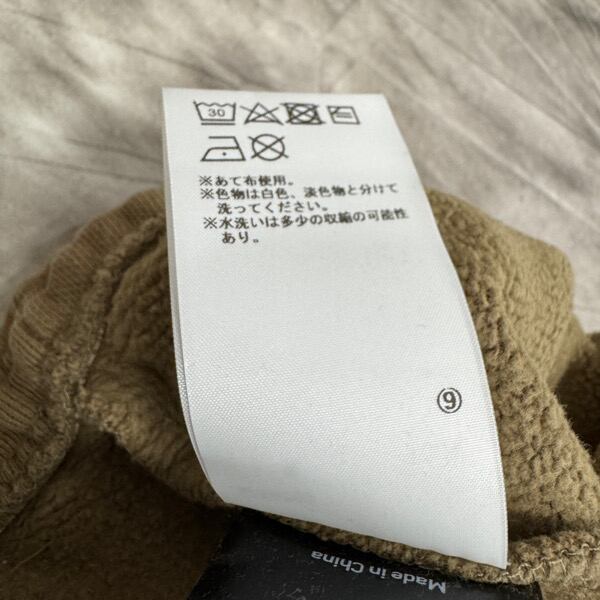 30
※あて布使用。
※色物は白色、淡色物と分けて
洗ってください。
※水洗いは多少の収縮の可能性
あり。
⑨
Made in China